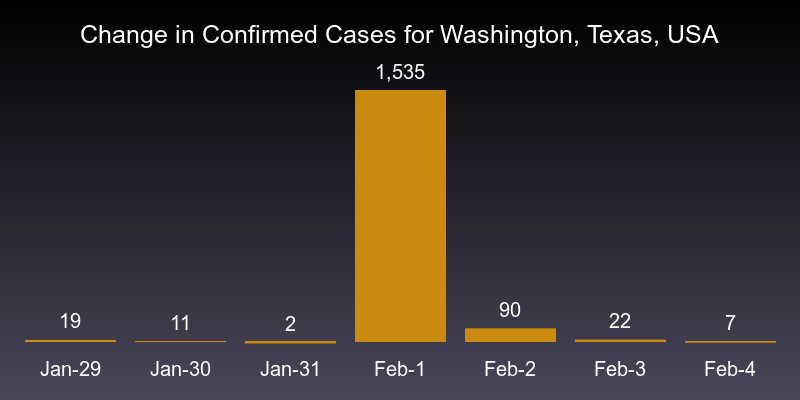 Change in Confirmed Cases for Washington, Texas, USA
1,535
19 11 2 90 22 7
Jan-29 Jan-30 Jan-31 Feb-1 Feb-2 Feb-3 Feb-4